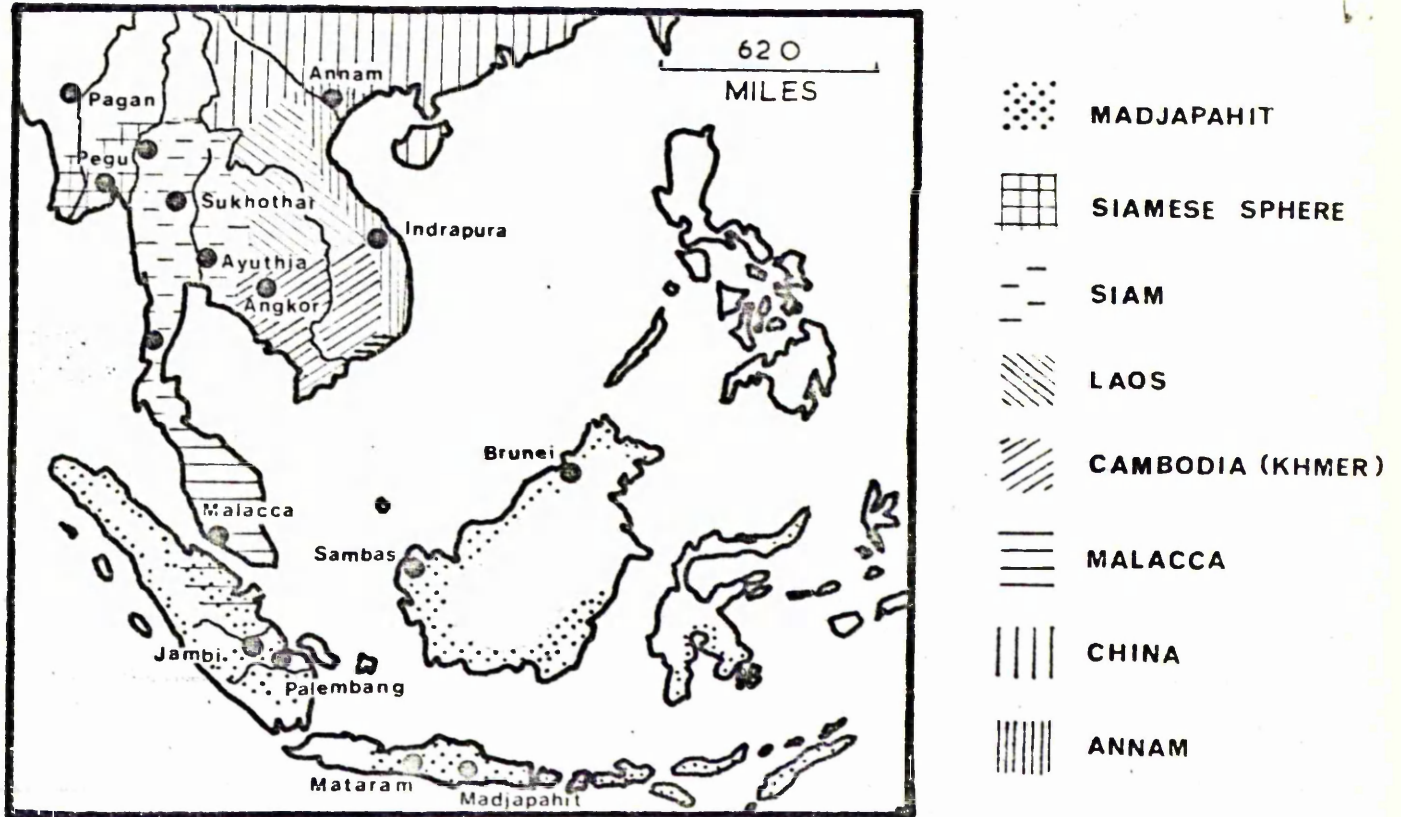 620
MILES
Annam
Pagan
Pegu
Sukhothai
Indrapura
Ayuthia
Angkor
Brunei
Malacca
Sambas
Jambi
Palembang
Mataram
Madjapahit
MADJAPAHIT
SIAMESE SPHERE
SIAM
LAOS
CAMBODIA (KHMER)
MALACCA
CHINA
ANNAM